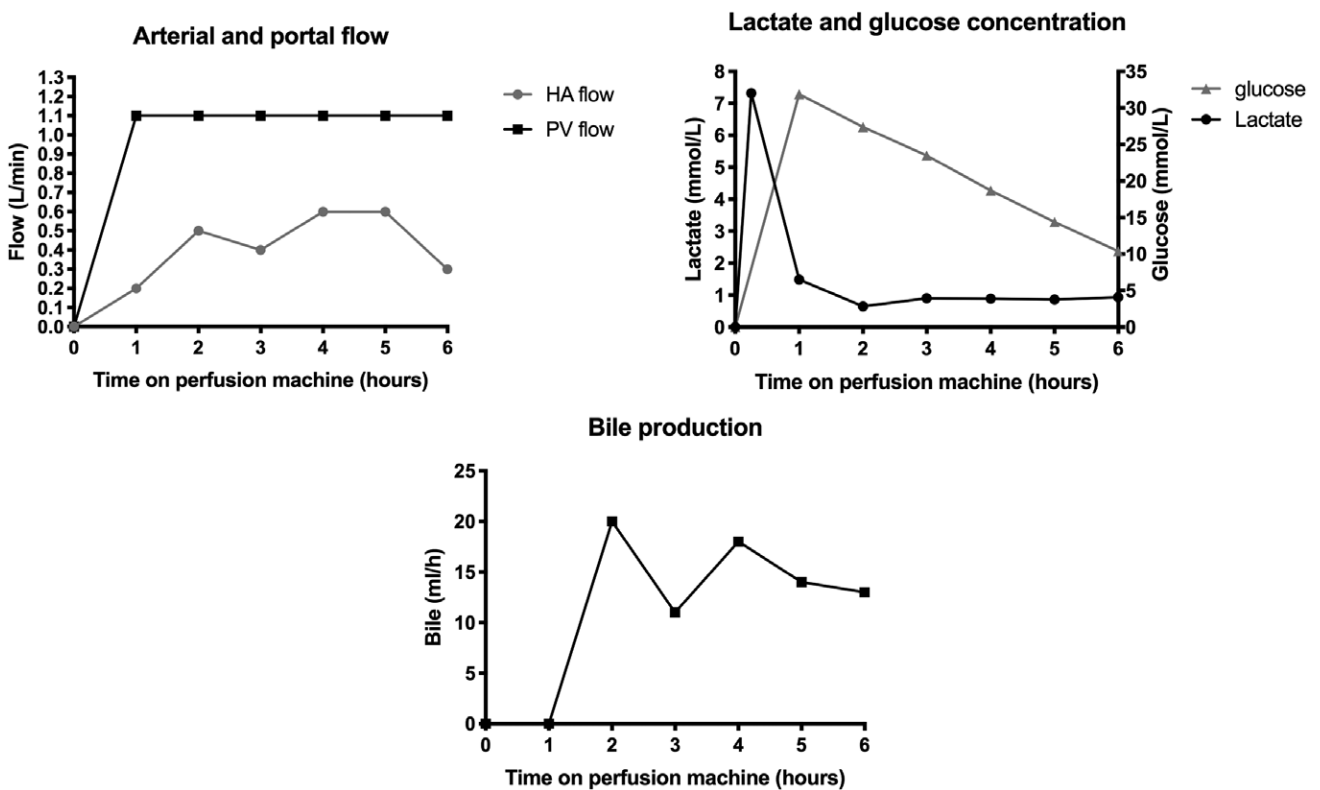 Arterial and portal flow
1.3
1.2
1.1
1.0
0.9
0.8
0.7
0.6
0.5
0.4
0.3
0.2
0.1
0.0
Flow (L/min)
0 1 2 3 4 5 6
Time on perfusion machine (hours)
HA flow
PV flow
Lactate and glucose concentration
8
7
6
5
4
3
2
1
0
Lactate (mmol/L)
35
30
25
20
15
10
5
0
Glucose (mmol/L)
0 1 2 3 4 5 6
Time on perfusion machine (hours)
glucose
Lactate
Bile production
25
20
15
10
5
0
Bile (ml/h)
0 1 2 3 4 5 6
Time on perfusion machine (hours)